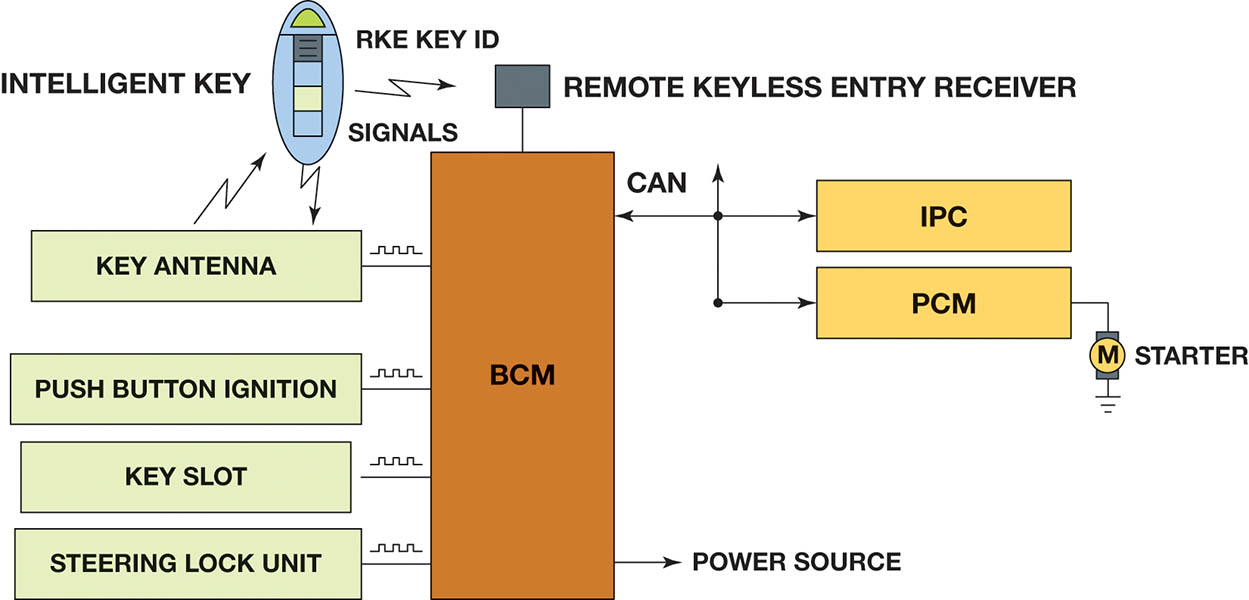 RKE KEY ID
INTELLIGENT KEY
REMOTE KEYLESS ENTRY RECEIVER
SIGNALS
CAN
IPC
KEY ANTENNA
PCM
M
STARTER
BCM
PUSH BUTTON IGNITION
KEY SLOT
STEERING LOCK UNIT
POWER SOURCE